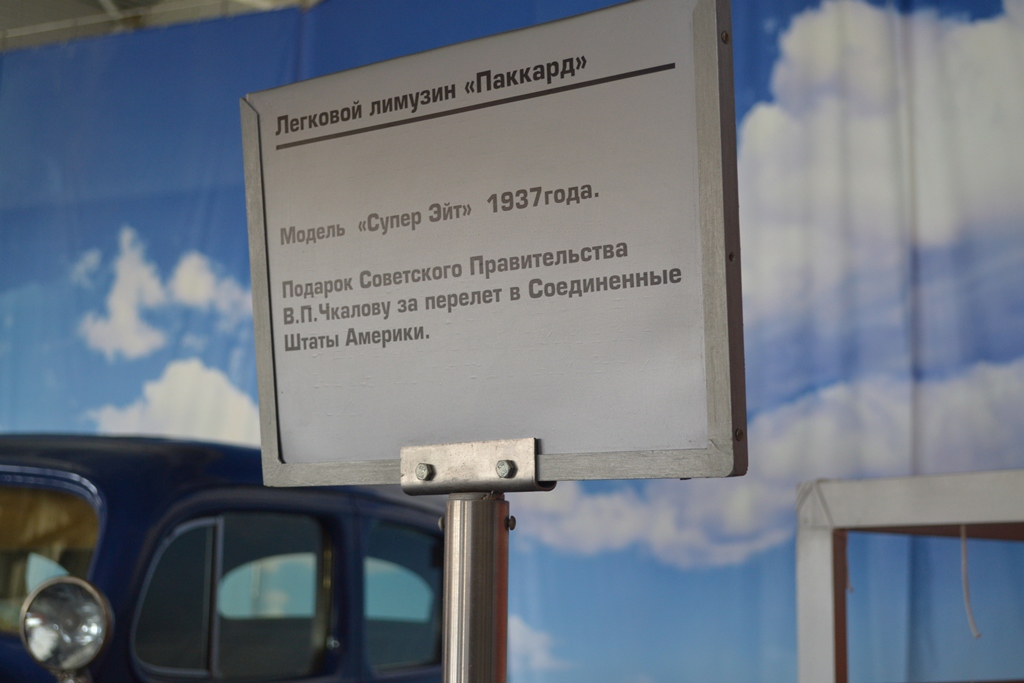 Легковой лимузин «Паккард»
Модель «Супер Эйт» 1937года.
Подарок Советского Правительства
В.П.Чкалову за перелет в Соединенные
Штаты Америки.